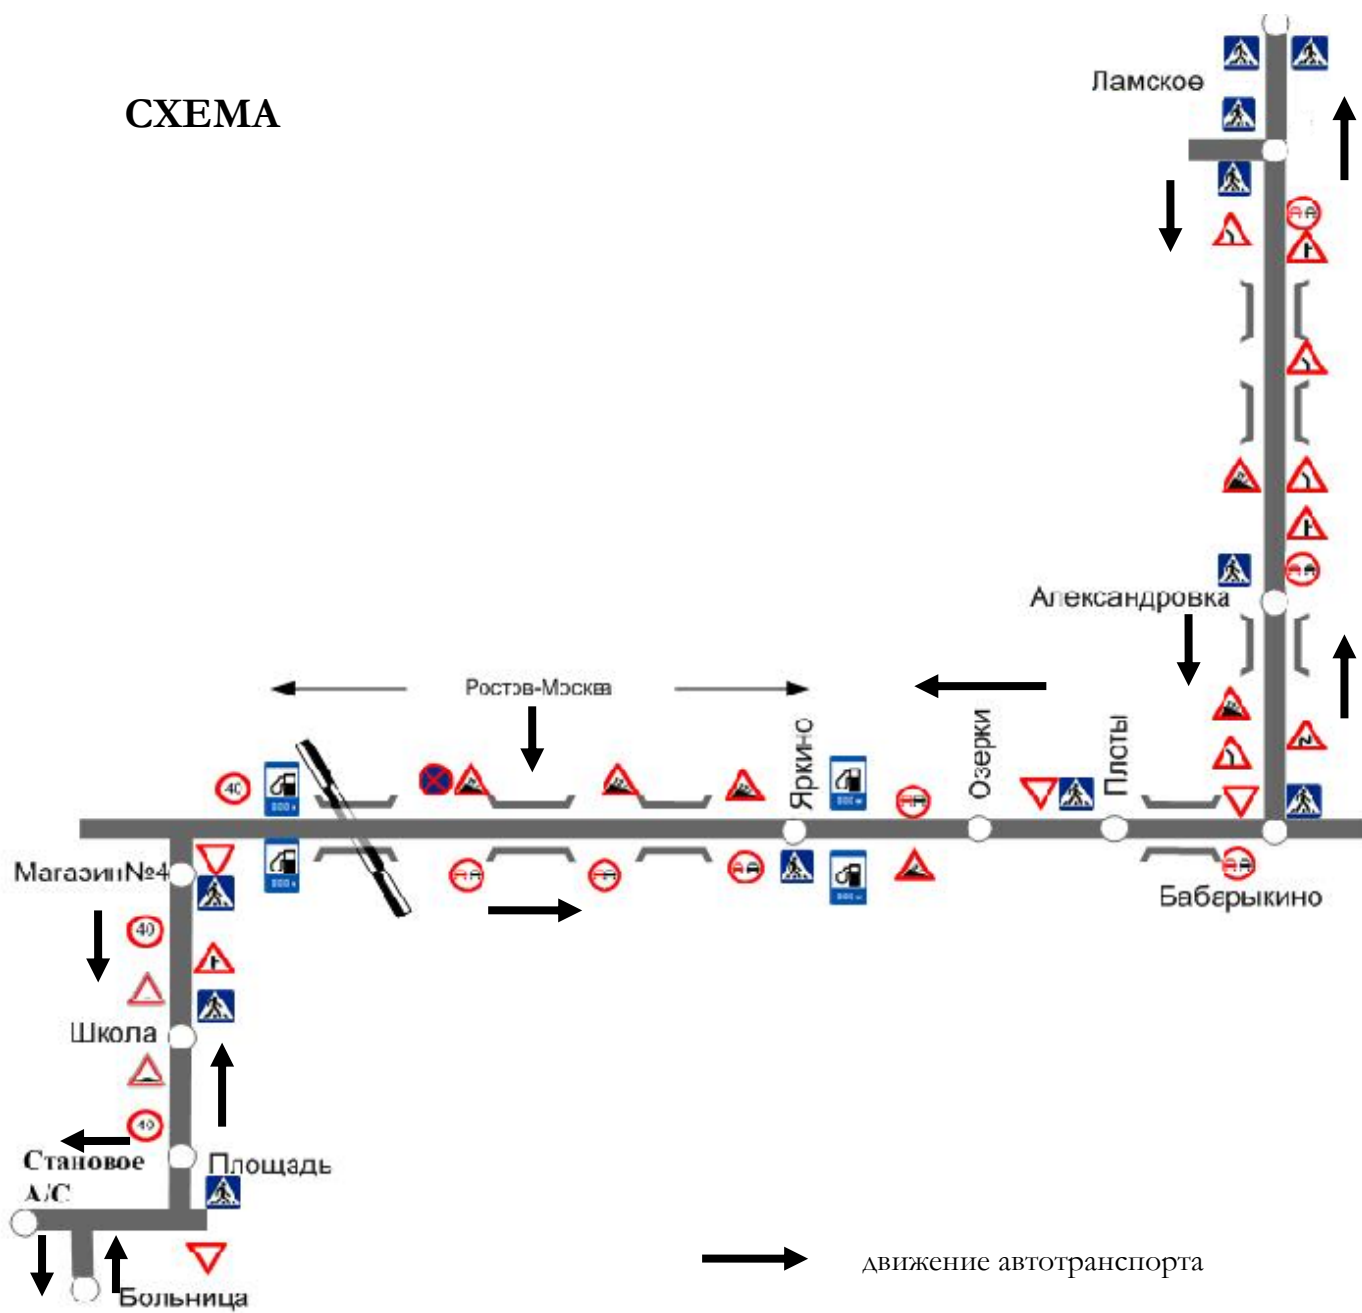 СХЕМА
Ламское
Александровка
Ростов-Москва
Яркино
Озерки
Плоты
40
Магазин№4
Бабарыкино
40
Школа
40
Становое
А/С
Площадь
Больница
движение автотранспорта